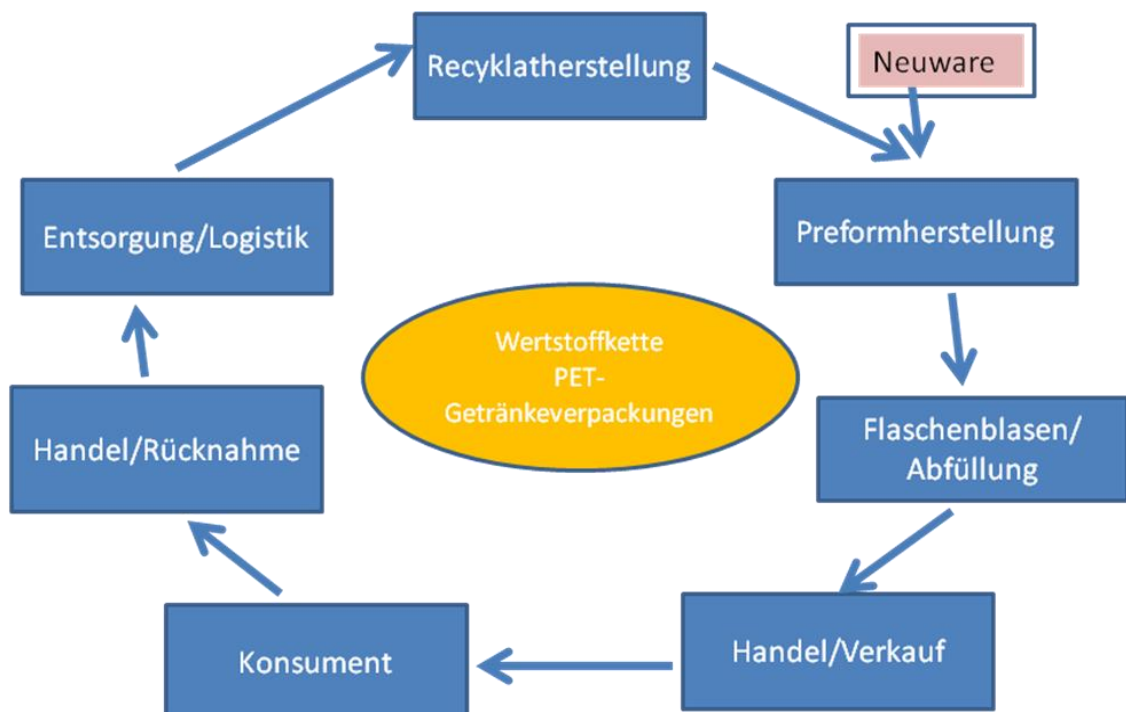 Recyklatherstellung
Neuware
Preformherstellung
Flaschenblasen/
Abfüllung
Handel/Verkauf
Konsument
Handel/Rücknahme
Entsorgung/Logistik
Wertstoffkette
PET-
Getränkeverpackungen